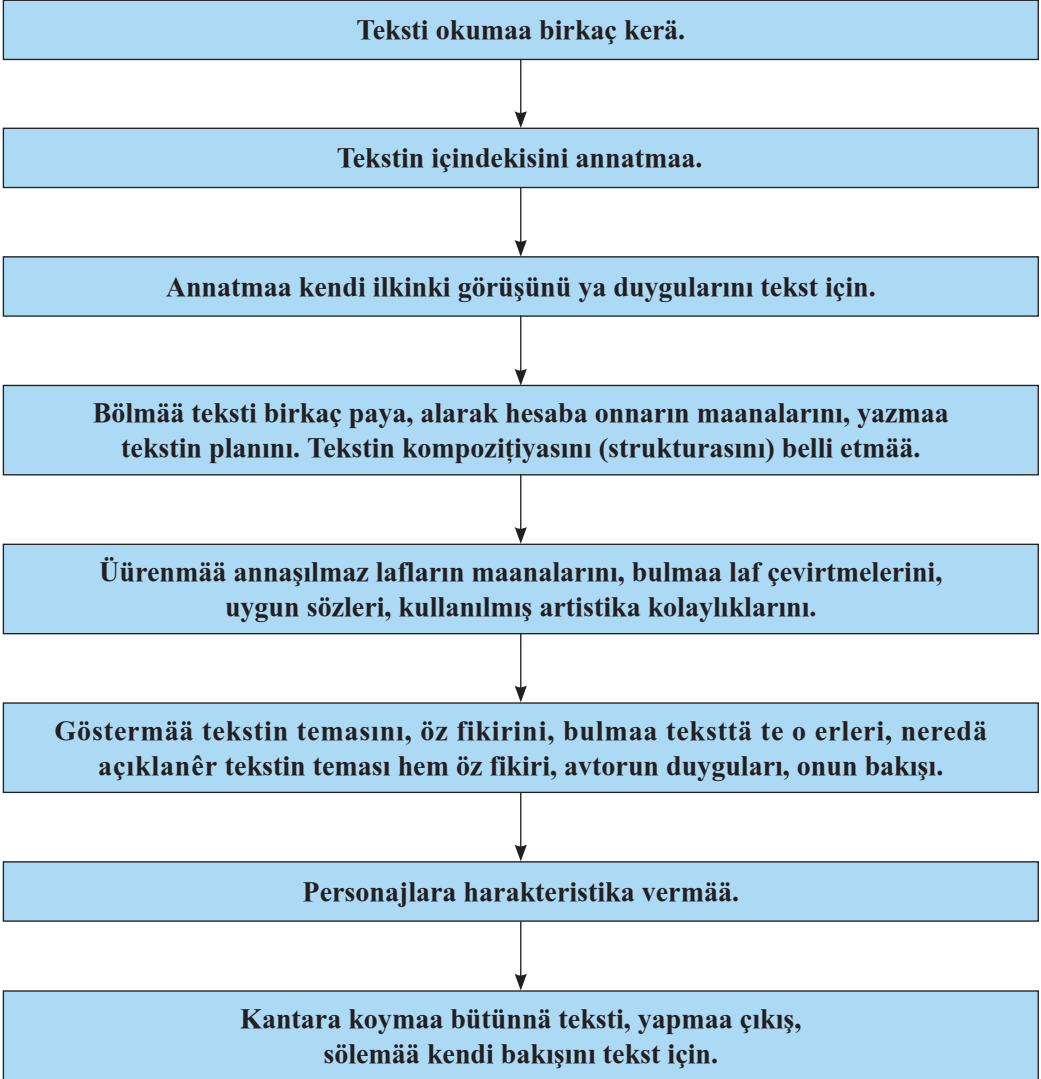 Teksti okumaa birkaç kerä.
Tekstin içindekisini annatmaa.
Annatmaa kendi ilkinki görüşünü ya duygularını tekst için.
Bölmää teksti birkaç paya, alarak hesaba onnarın maanalarını, yazmaa
tekstin planını. Tekstin kompozițiyasını (strukturasını) belli etmää.
Üürenmää annaşılmaz lafların maanalarını, bulmaa laf çevirtmelerini,
uygun sözleri, kullanılmış artistika kolaylıklarını.
Göstermää tekstin temasını, öz fikirini, bulmaa teksttä te o erleri, neredä
açıklanêr tekstin teması hem öz fikiri, avtorun duyguları, onun bakışı.
Personajlara harakteristika vermää.
Kantara koymaa bütünnä teksti, yapmaa çıkış,
sölemää kendi bakışını tekst için.